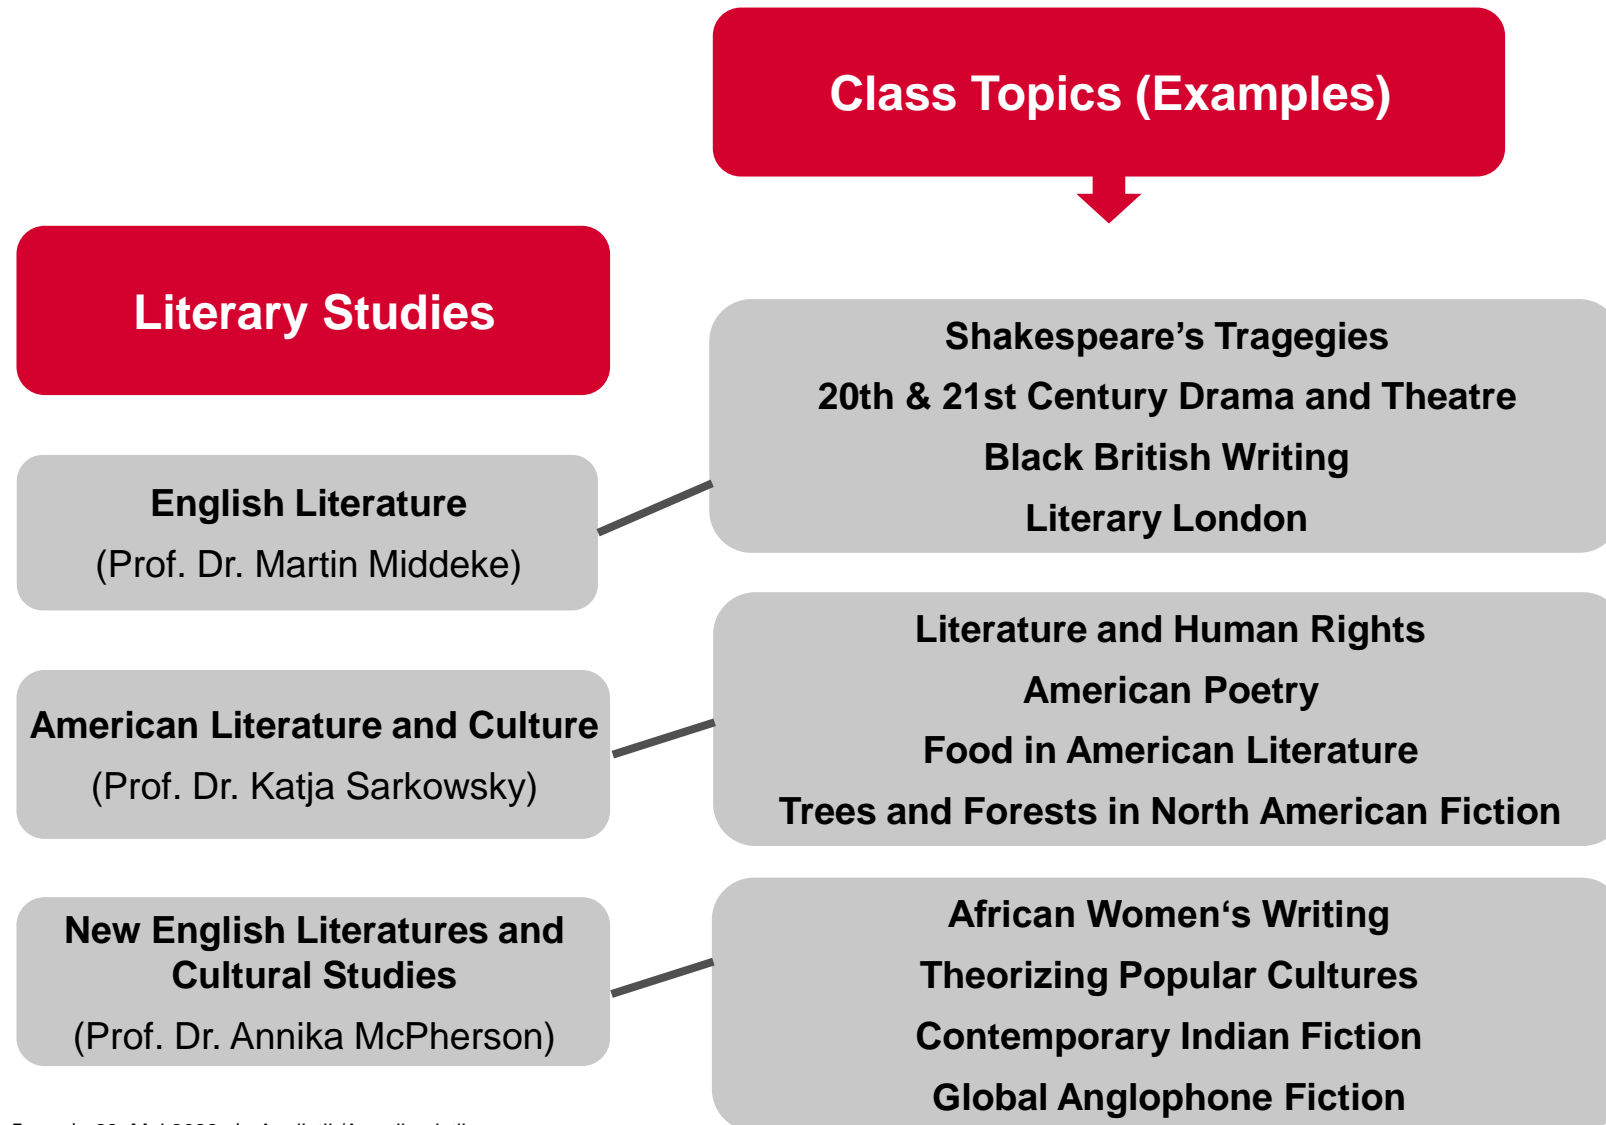 Class Topics (Examples)
Literary Studies
Shakespeare’s Tragegies
20th & 21st Century Drama and Theatre
Black British Writing
Literary London
English Literature
(Prof. Dr. Martin Middeke)
Literature and Human Rights
American Poetry
Food in American Literature
Trees and Forests in North American Fiction
American Literature and Culture
(Prof. Dr. Katja Sarkowsky)
African Women‘s Writing
Theorizing Popular Cultures
Contemporary Indian Fiction
Global Anglophone Fiction
New English Literatures and
Cultural Studies
(Prof. Dr. Annika McPherson)